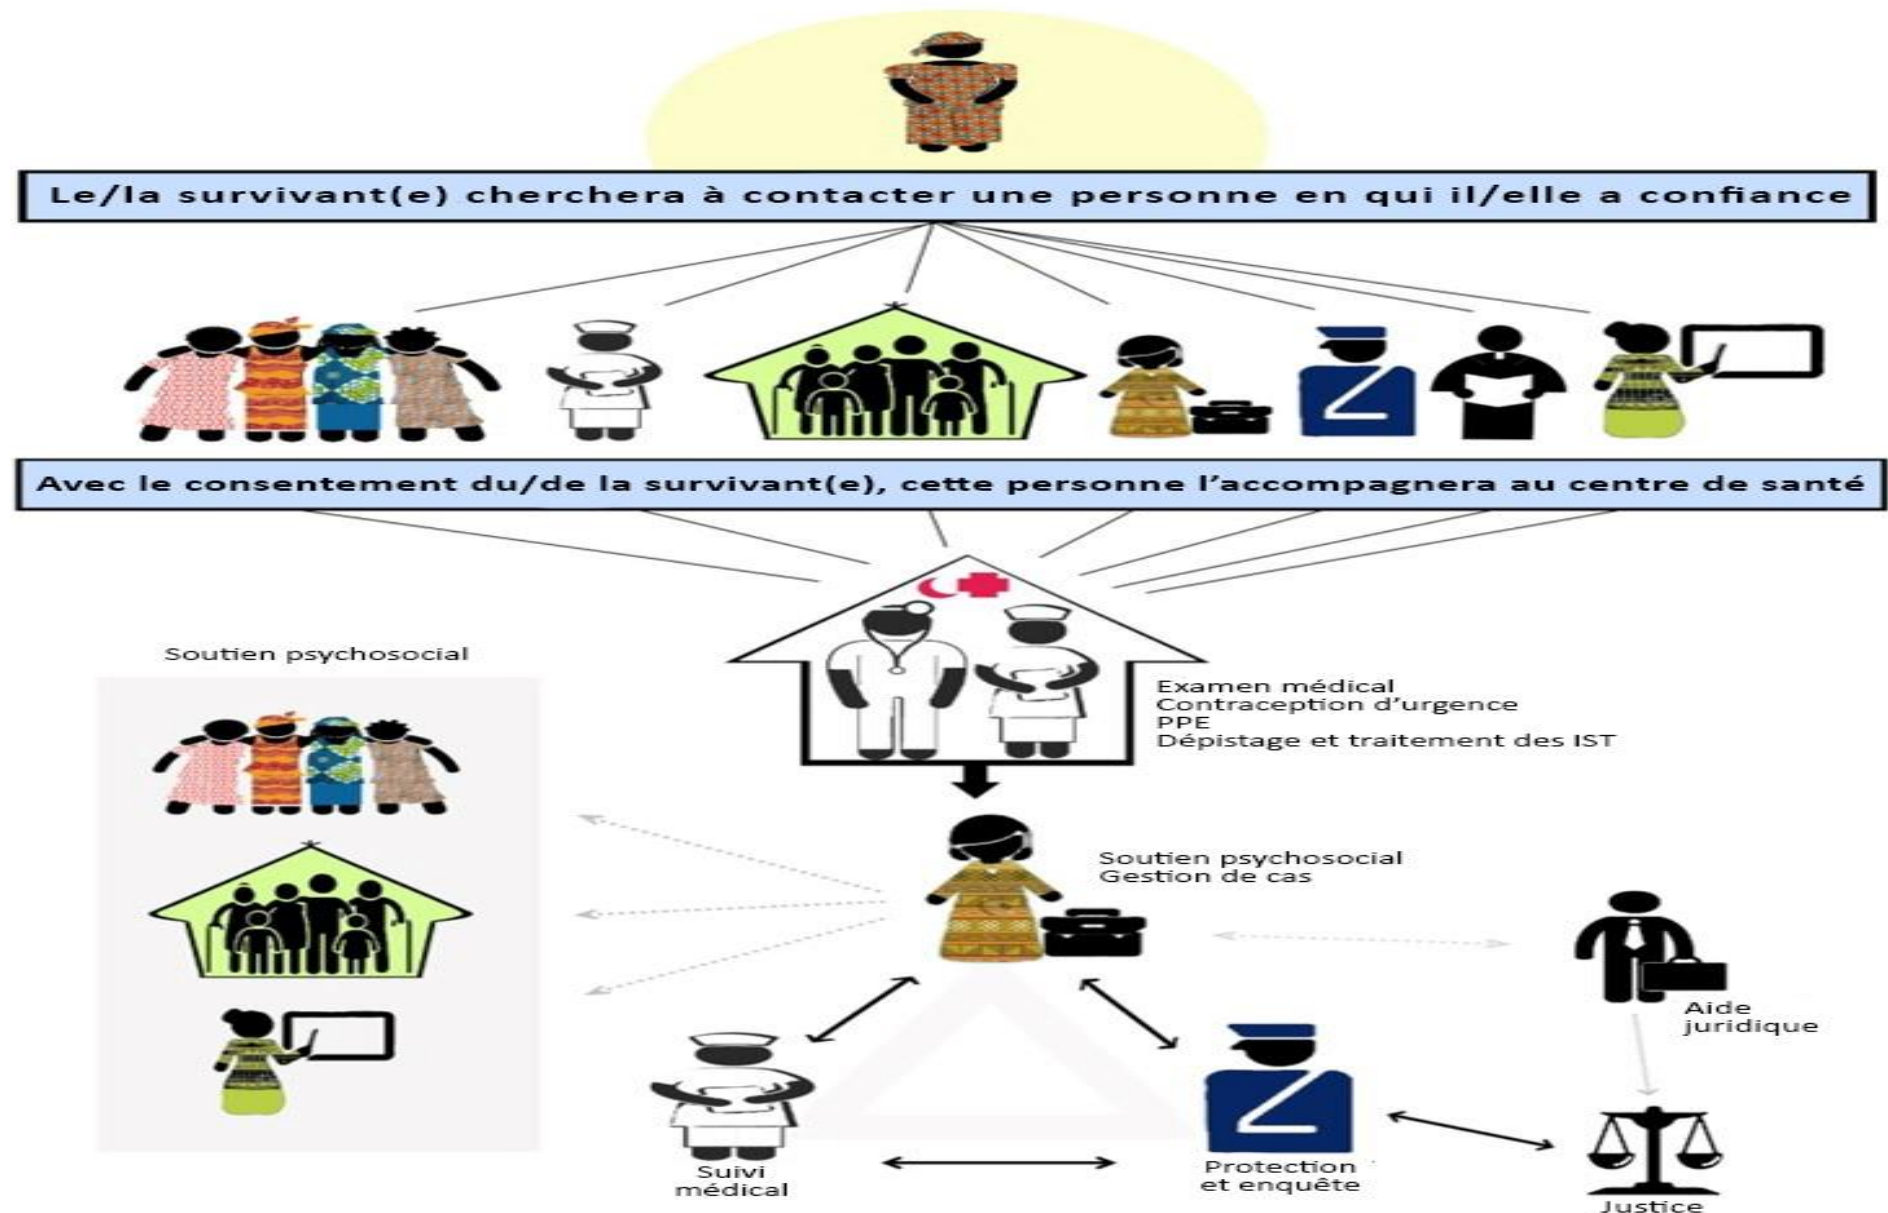 Le/la survivant(e) cherchera à contacter une personne en qui il/elle a confiance
Avec le consentement du/de la survivant(e), cette personne l’accompagnera au centre de santé
Soutien psychosocial
Examen médical
Contraception d’urgence
PPE
Dépistage et traitement des IST
Soutien psychosocial
Gestion de cas
Aide
juridique
Suivi
médical
Protection
et enquête
Justice